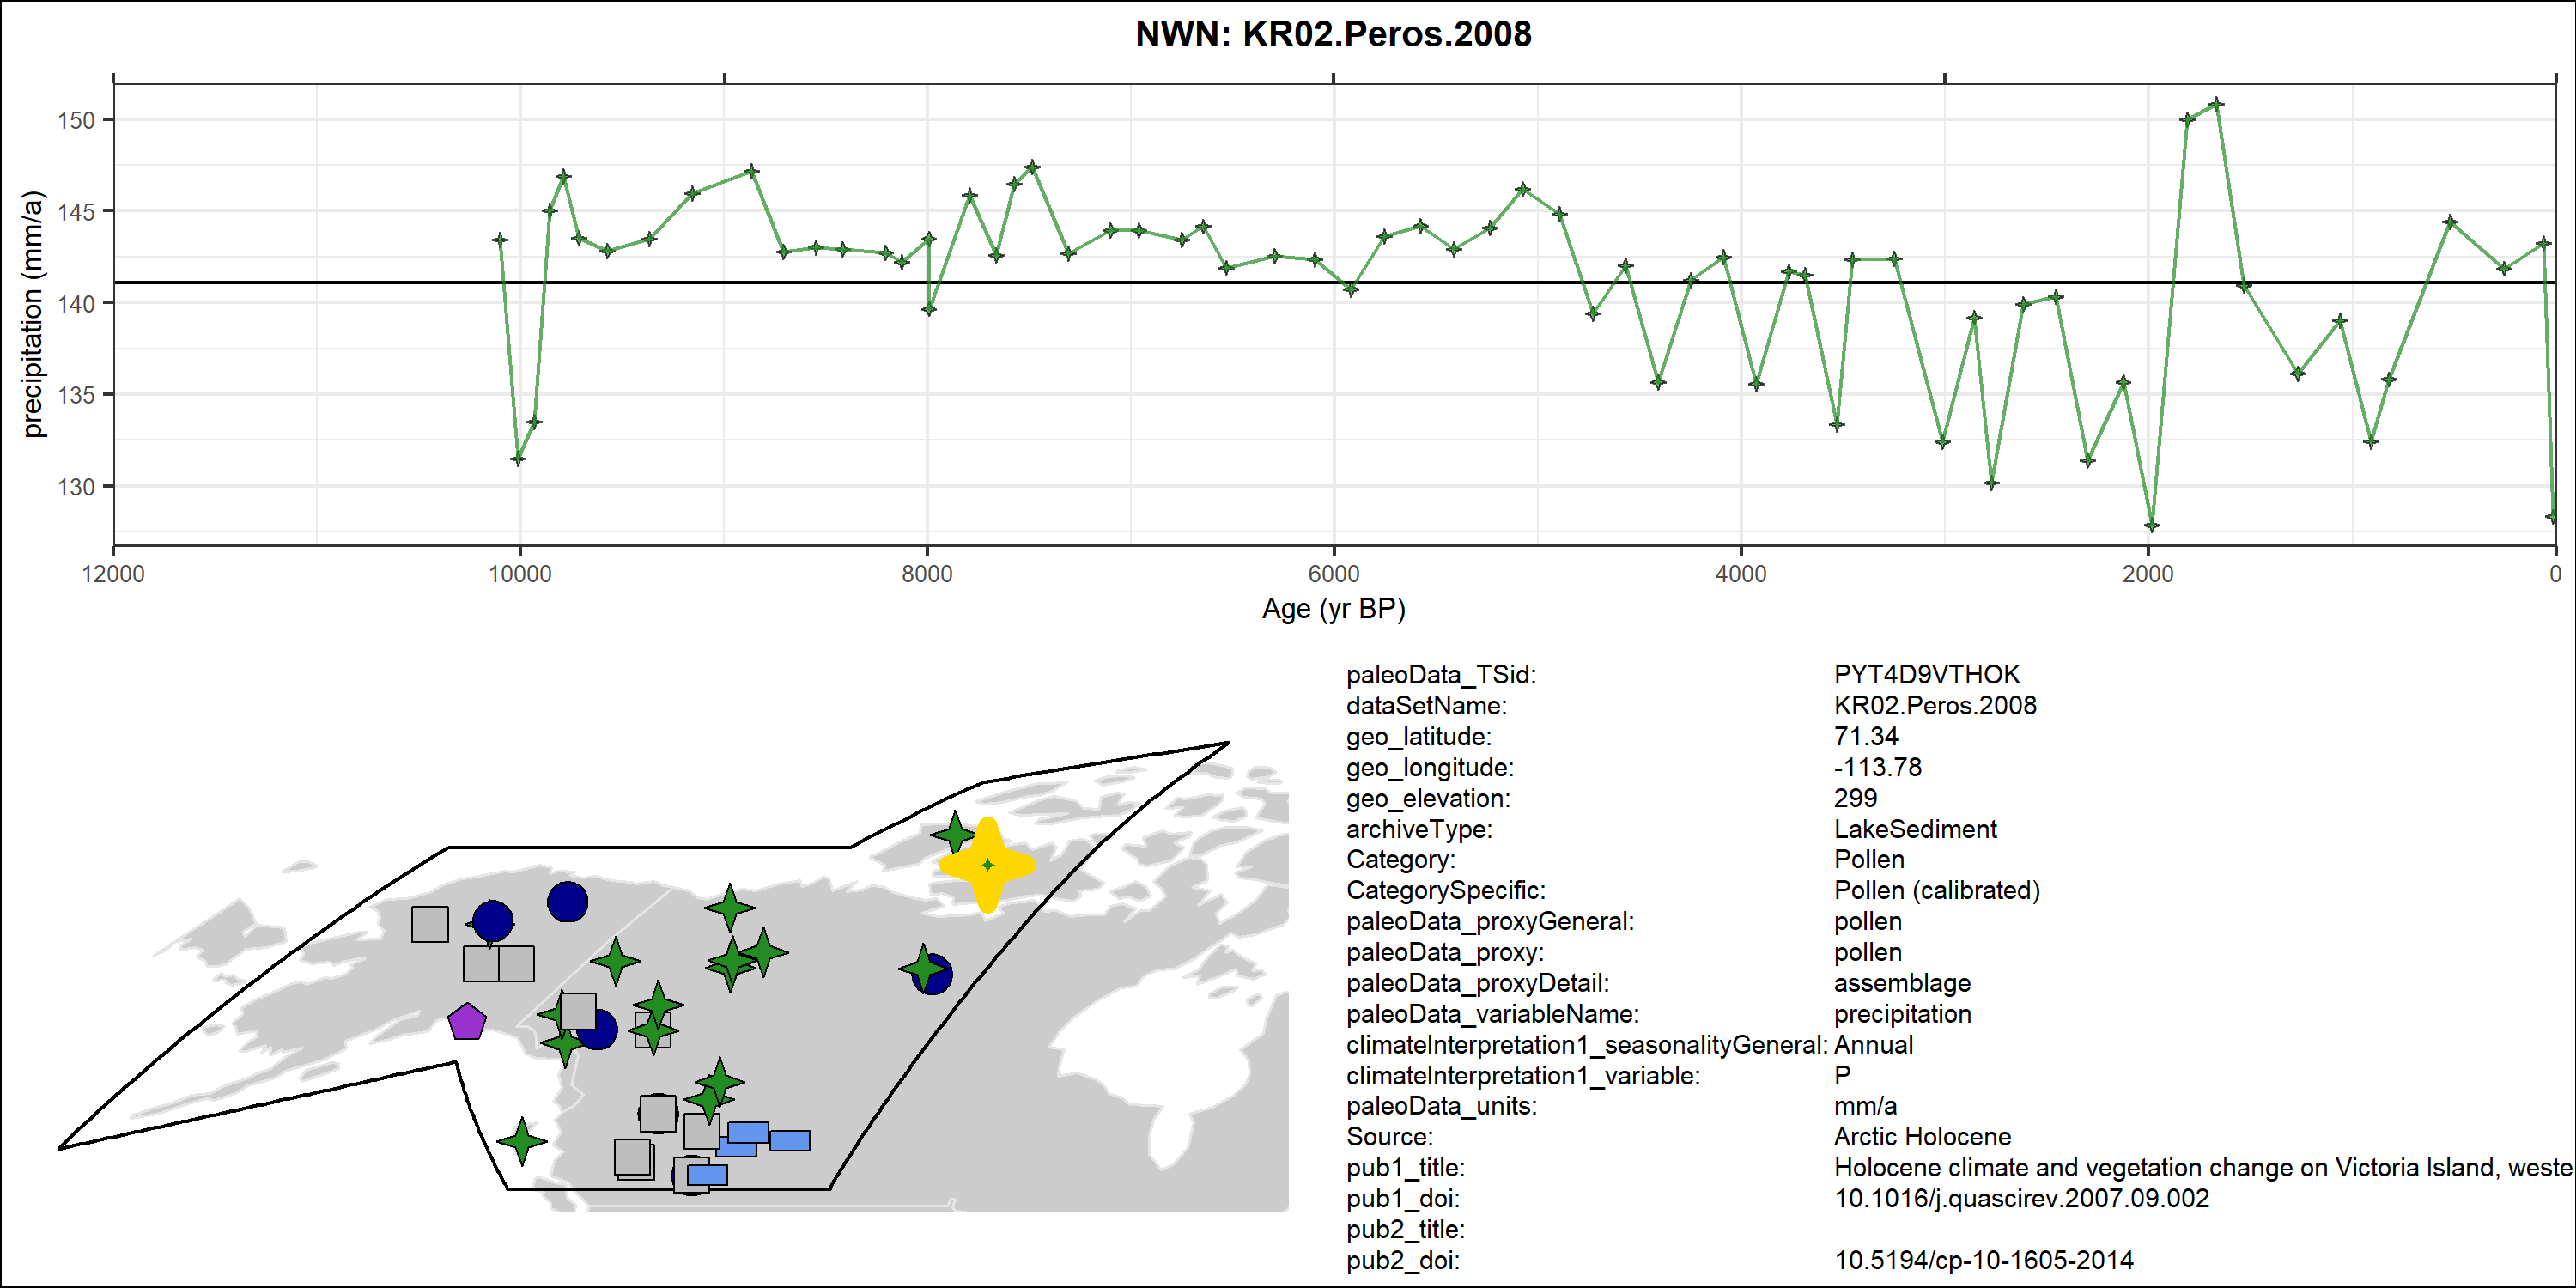 NWN: KR02.Peros.2008
precipitation (mm/a)
150
145
140
135
130
12000 10000 8000 6000 4000 2000 0
Age (yr BP)
paleoData_TSid: PYT4D9VTHOK
dataSetName: KR02.Peros.2008
geo_latitude: 71.34
geo_longitude: -113.78
geo_elevation: 299
archiveType: LakeSediment
Category: Pollen
CategorySpecific: Pollen (calibrated)
paleoData_proxyGeneral: pollen
paleoData_proxy: pollen
paleoData_proxyDetail: assemblage
paleoData_variableName: precipitation
climateInterpretation1_seasonalityGeneral: Annual
climateInterpretation1_variable: P
paleoData_units: mm/a
Source: Arctic Holocene
pub1_title: Holocene climate and vegetation change on Victoria Island, weste
pub1_doi: 10.1016/j.quascirev.2007.09.002
pub2_title:
pub2_doi: 10.5194/cp-10-1605-2014